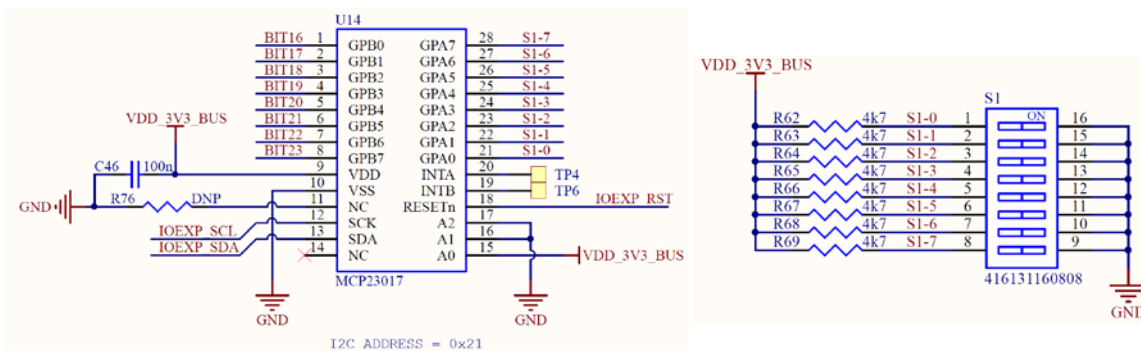 U14
BIT16 1 GPB0 GPA7 28 S1-7
BIT17 2 GPB1 GPA6 27 S1-6
BIT18 3 GPB2 GPA5 26 S1-5
BIT19 4 GPB3 GPA4 25 S1-4
BIT20 5 GPB4 GPA3 24 S1-3
BIT21 6 GPB5 GPA2 23 S1-2
BIT22 7 GPB6 GPA1 22 S1-1
BIT23 8 GPB7 GPA0 21 S1-0
VDD_3V3_BUS
C46 100n
9 VDD INTA 20 TP4
10 VSS INTB 19 TP6
GND R76 DNP 11 NC RESETn 18 IOEXP_RST
IOEXP_SCL 12 SCK A2 17
IOEXP_SDA 13 SDA A1 16
14 NC A0 15 VDD_3V3_BUS
MCP23017
GND GND
I2C ADDRESS = 0x21
VDD_3V3_BUS
S1
ON
R62 4k7 S1-0 1 16
R63 4k7 S1-1 2 15
R64 4k7 S1-2 3 14
R65 4k7 S1-3 4 13
R66 4k7 S1-4 5 12
R67 4k7 S1-5 6 11
R68 4k7 S1-6 7 10
R69 4k7 S1-7 8 9
416131160808
GND